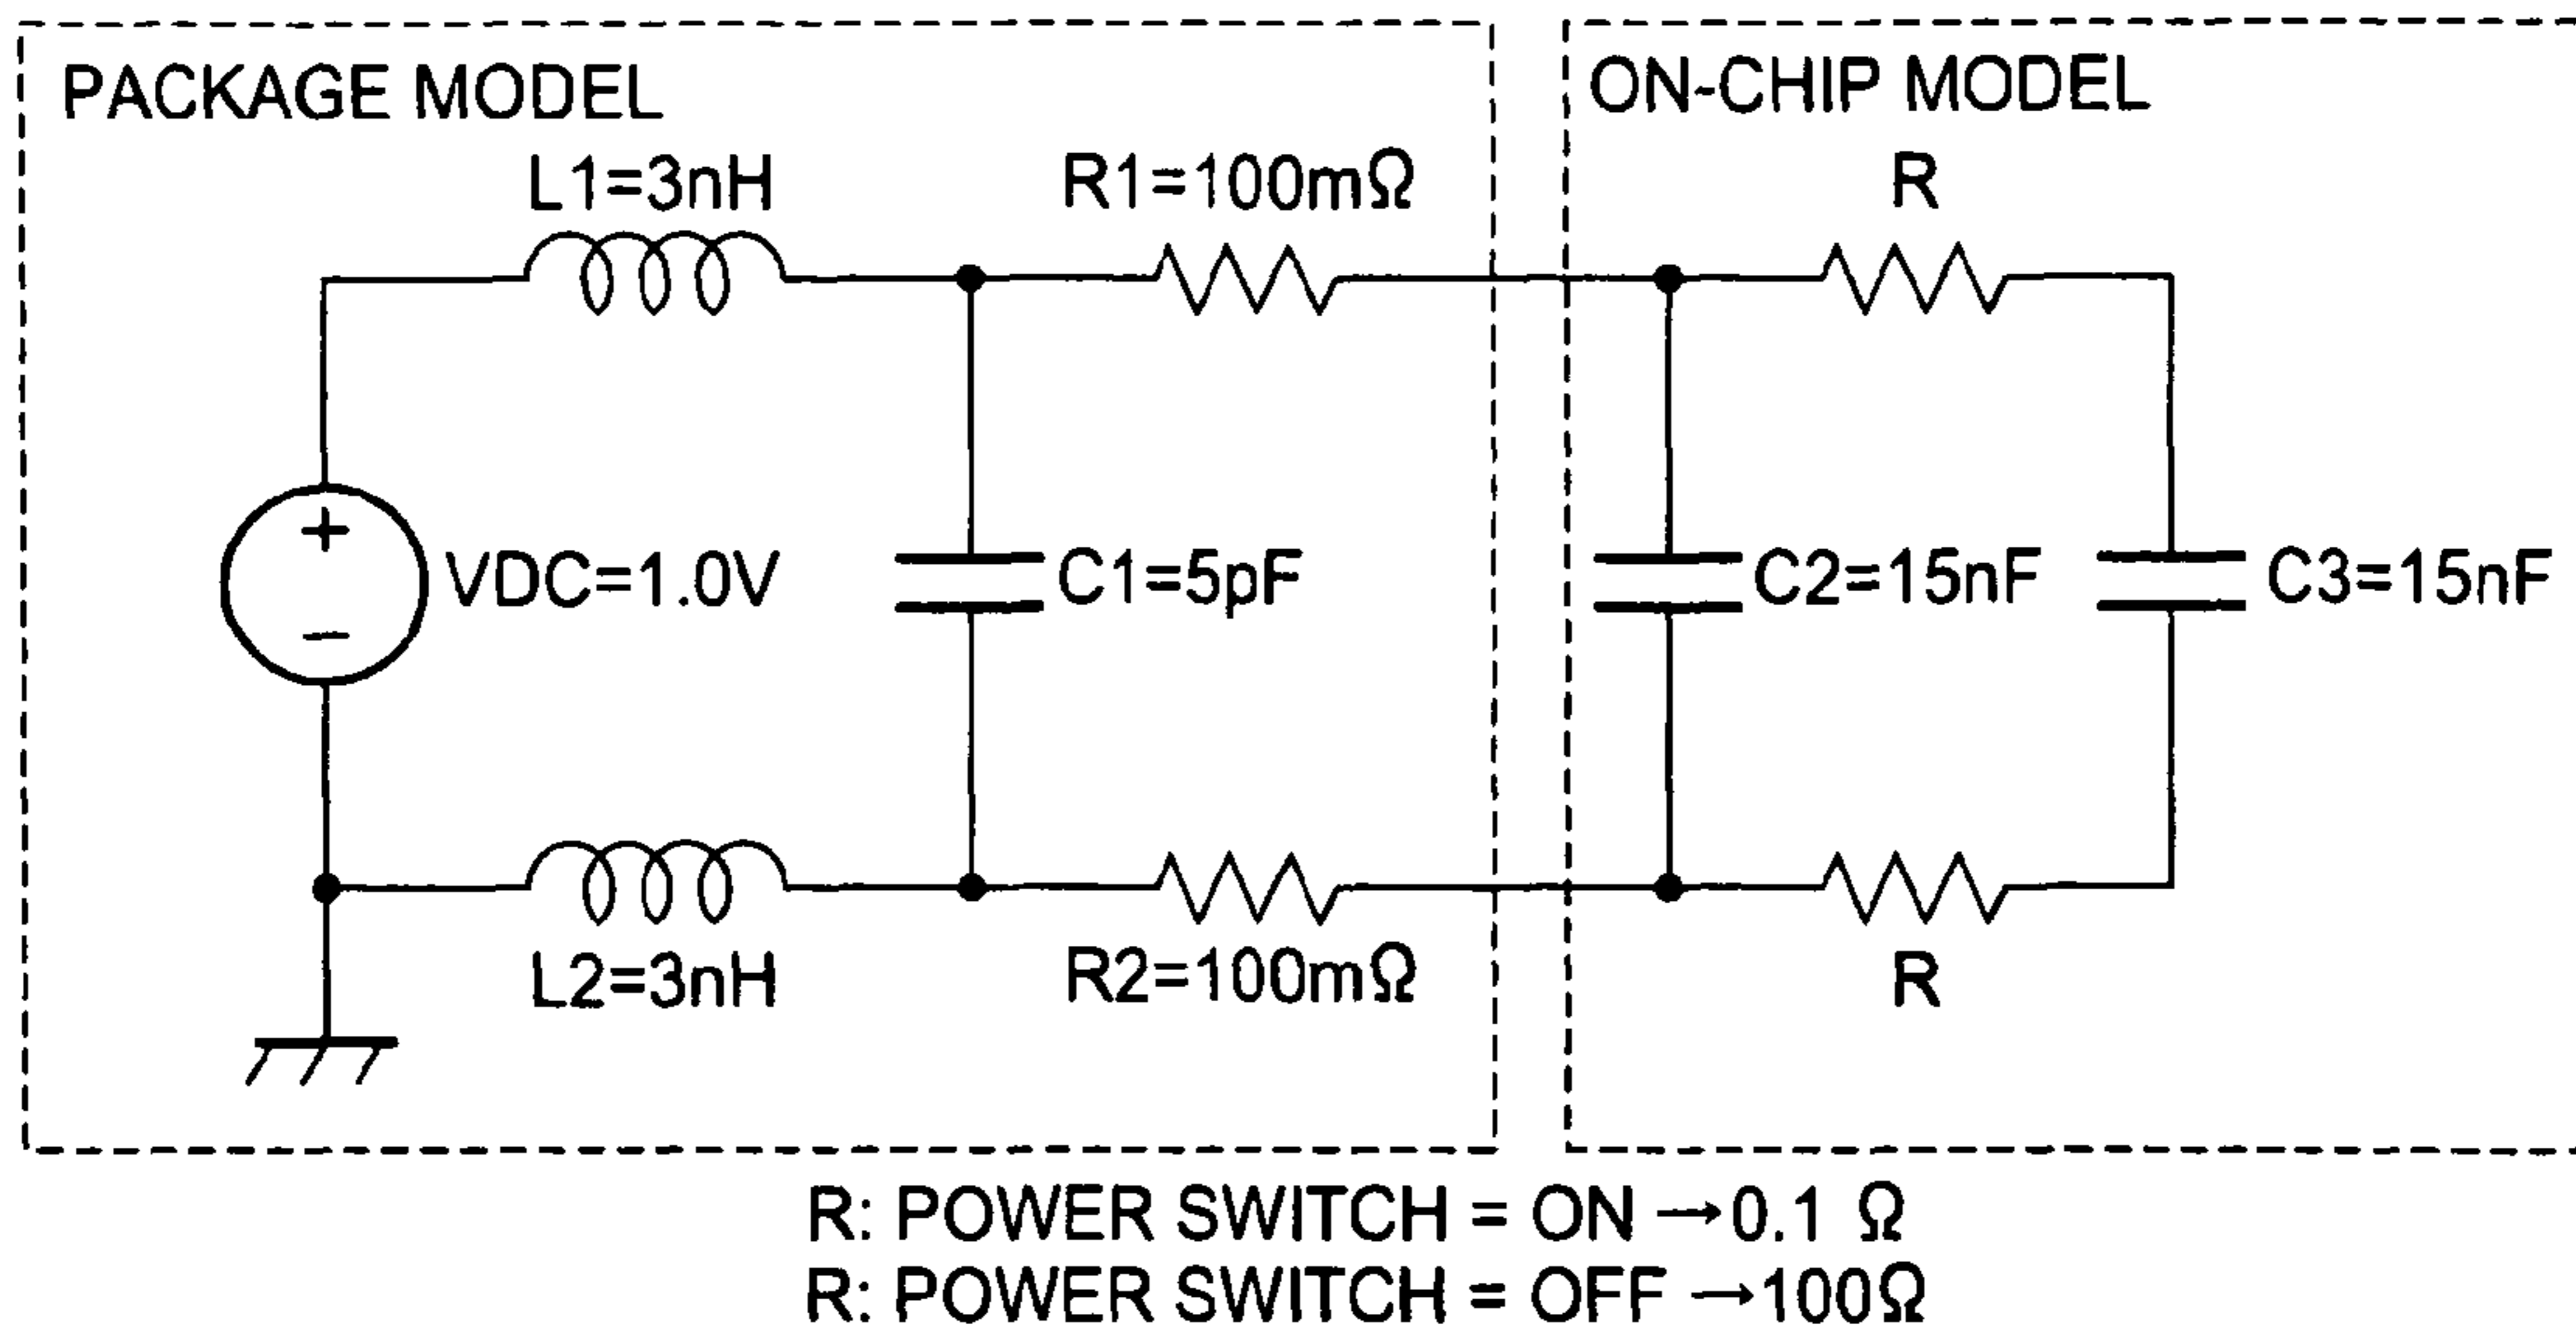 PACKAGE MODEL
ON-CHIP MODEL
L1=3nH
R1=100mΩ
R
+
−
VDC=1.0V
C1=5pF
C2=15nF
C3=15nF
L2=3nH
R2=100mΩ
R
R: POWER SWITCH = ON →0.1 Ω
R: POWER SWITCH = OFF →100Ω